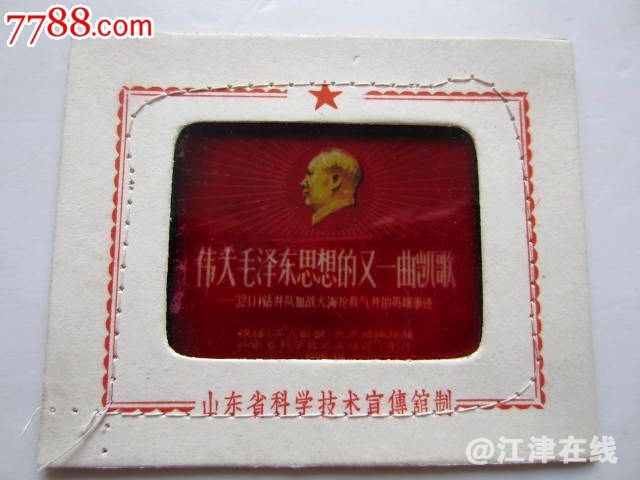 7788.com
伟大毛泽东思想的又一曲凯歌
——32111钻井队血战火海抢救气井的英雄事迹
山东省科学技术宣傳舘制
@江津在线